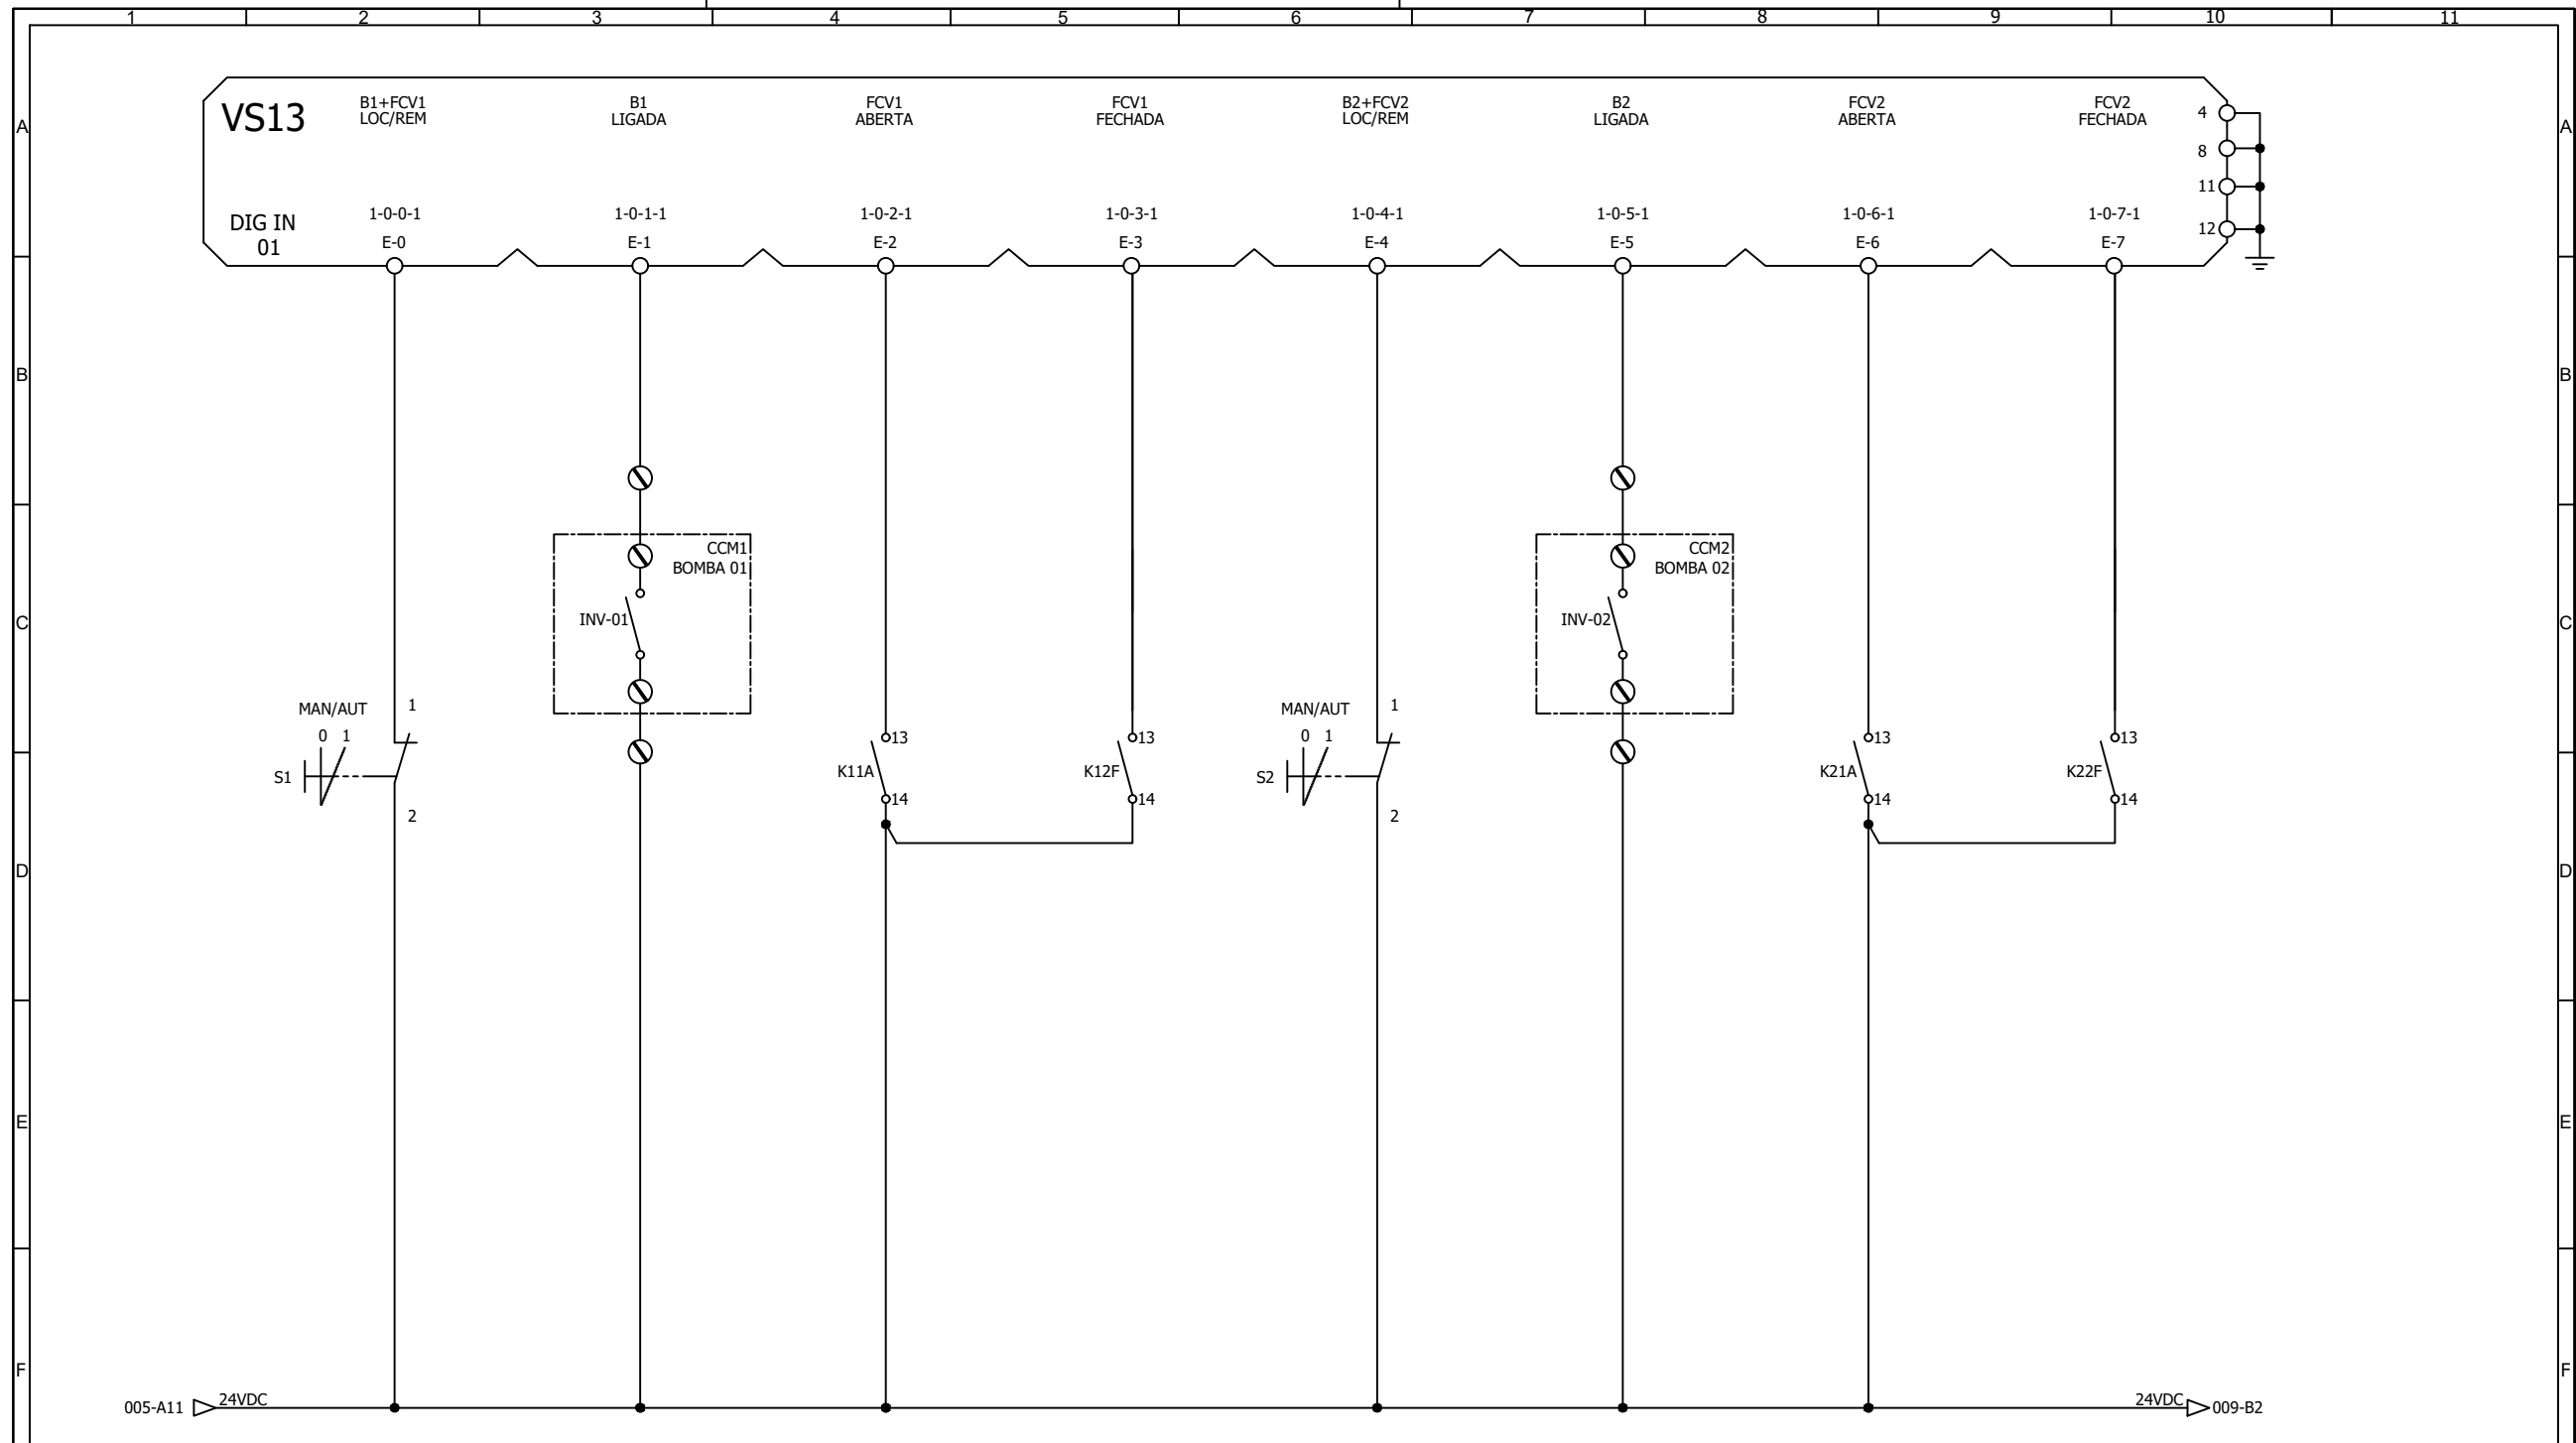 1 2 3 4 5 6 7 8 9 10 11
A A
VS13 B1+FCV1 B1 FCV1 FCV1 B2+FCV2 B2 FCV2 FCV2
LOC/REM LIGADA ABERTA FECHADA LOC/REM LIGADA ABERTA FECHADA
4
8
11
12
DIG IN 1-0-0-1 1-0-1-1 1-0-2-1 1-0-3-1 1-0-4-1 1-0-5-1 1-0-6-1 1-0-7-1
01 E-0 E-1 E-2 E-3 E-4 E-5 E-6 E-7
B B
CCM1 CCM2
BOMBA 01 BOMBA 02
C INV-01 INV-02 C
MAN/AUT 1 MAN/AUT 1
0 1 13 13 0 1 13 13
S1 K11A K12F S2 K21A K22F
14 14 14 14
2 2
D D
E E
F F
005-A11 24VDC 24VDC 009-B2